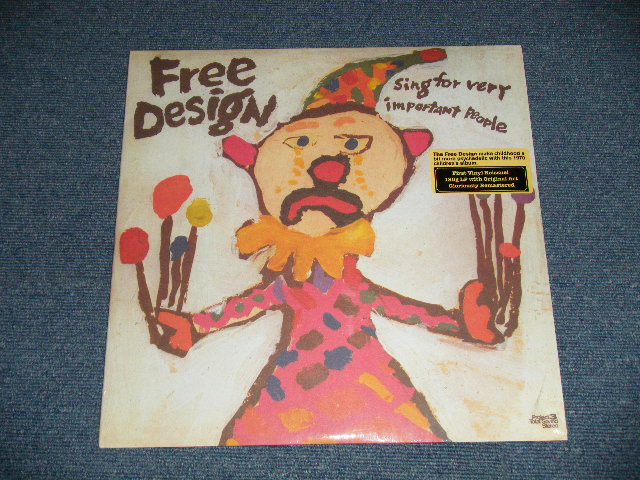 Free
DESIGN
Sing for very
important People
The Free Design make childhood a
bit more psychedelic with this 1970
children's album
First Vinyl Reissue!
180g LP with Original Art
Gloriously Remastered
Project 3
Total Sound
Stereo